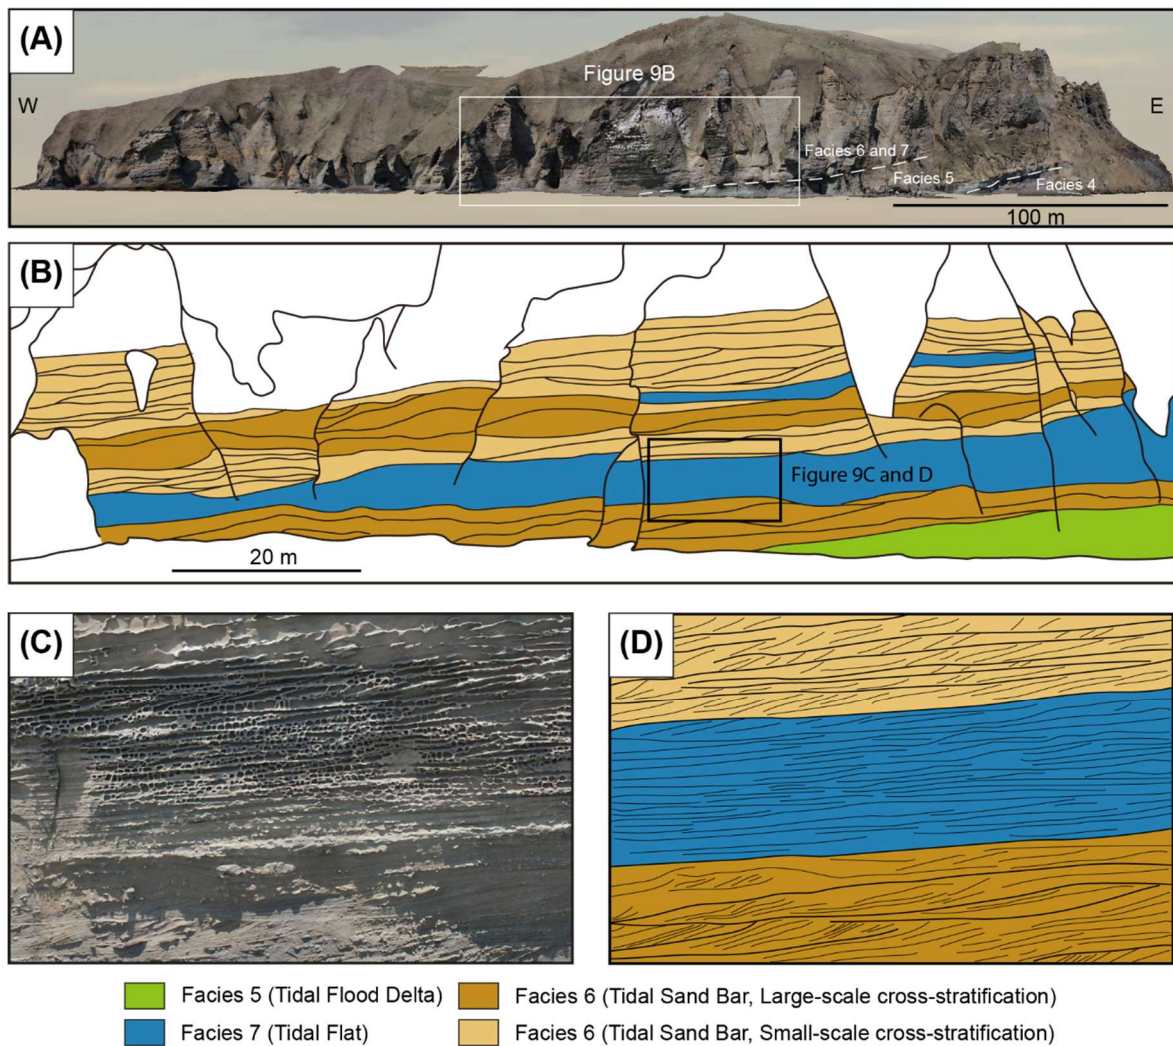 (A)
Figure 9B
W
E
Facies 6 and 7
Facies 5
Facies 4
100 m
(B)
Figure 9C and D
20 m
(C)
(D)
Facies 5 (Tidal Flood Delta)
Facies 6 (Tidal Sand Bar, Large-scale cross-stratification)
Facies 7 (Tidal Flat)
Facies 6 (Tidal Sand Bar, Small-scale cross-stratification)